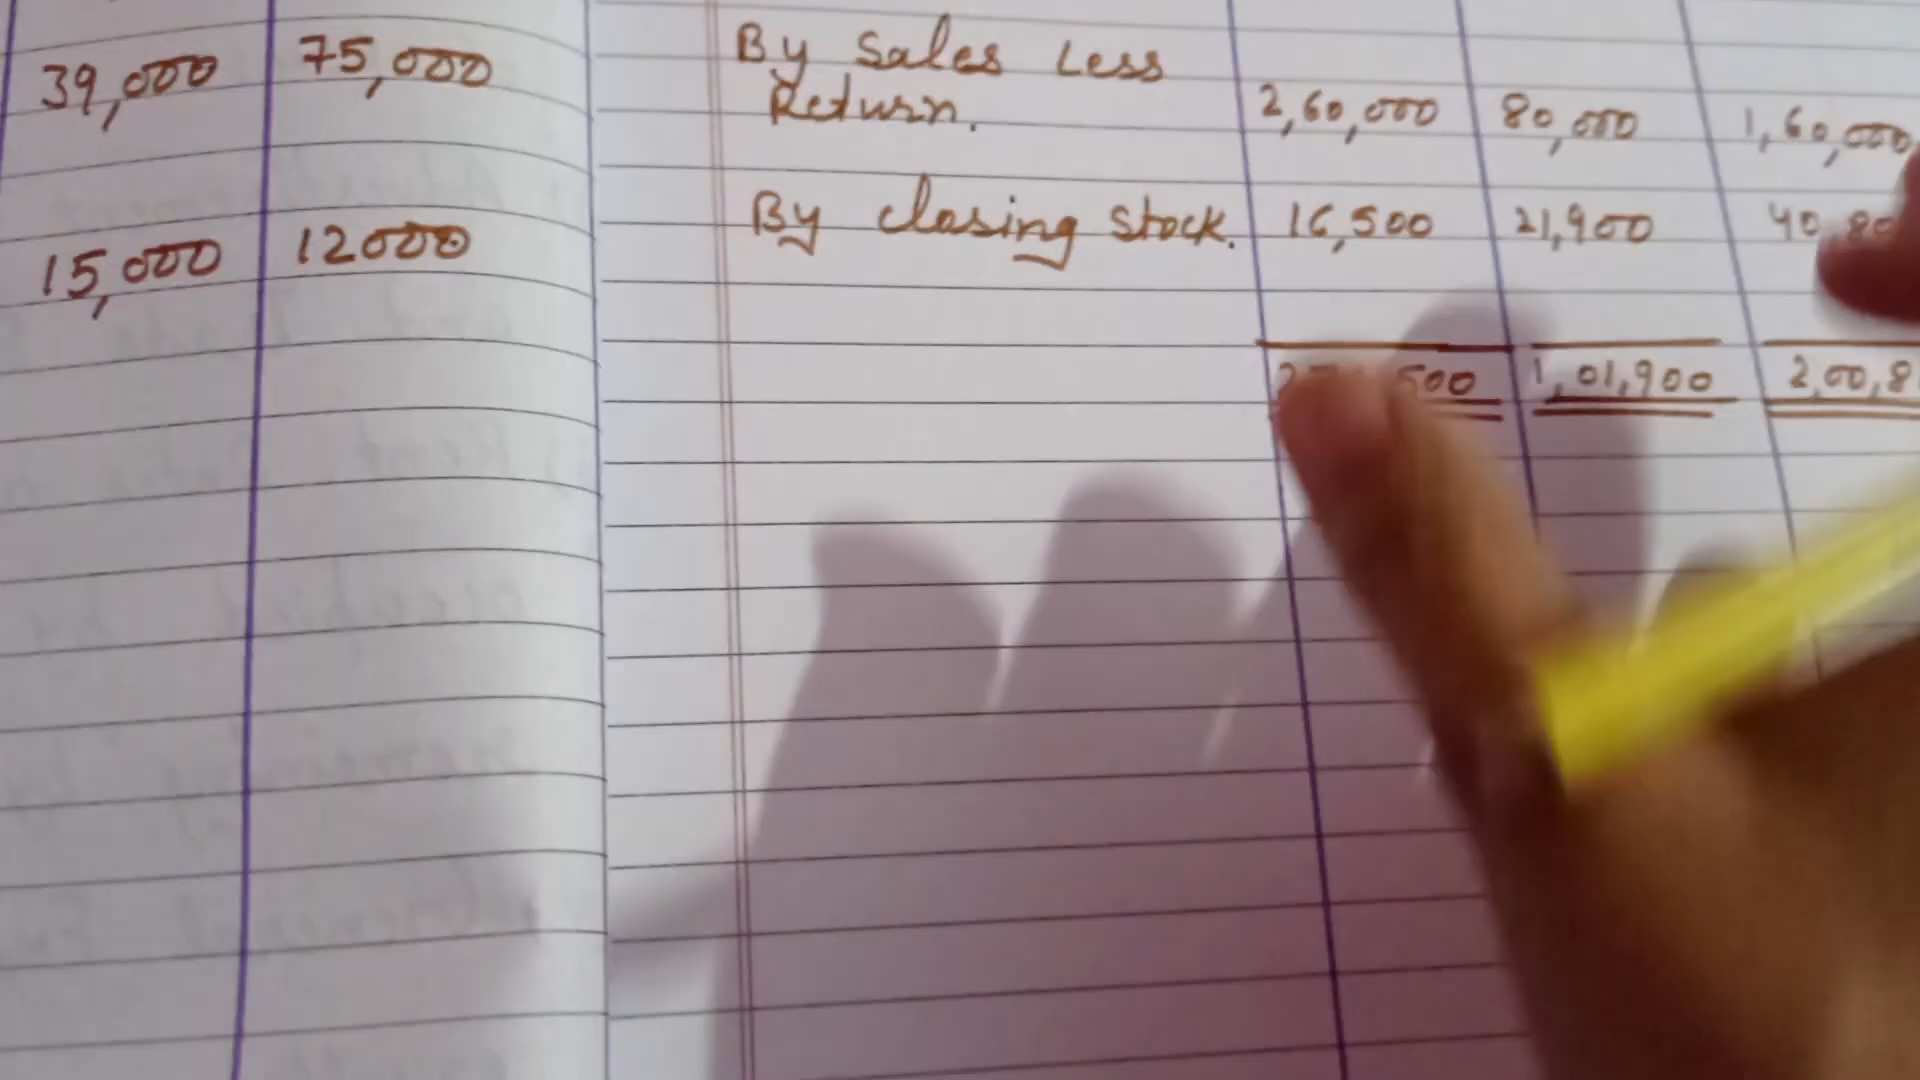 39,000 75,000
15,000 12000
By Sales Less
Return. 2,60,000 80,000 1,60,000
By closing stock. 16,500 21,900
1,01,900